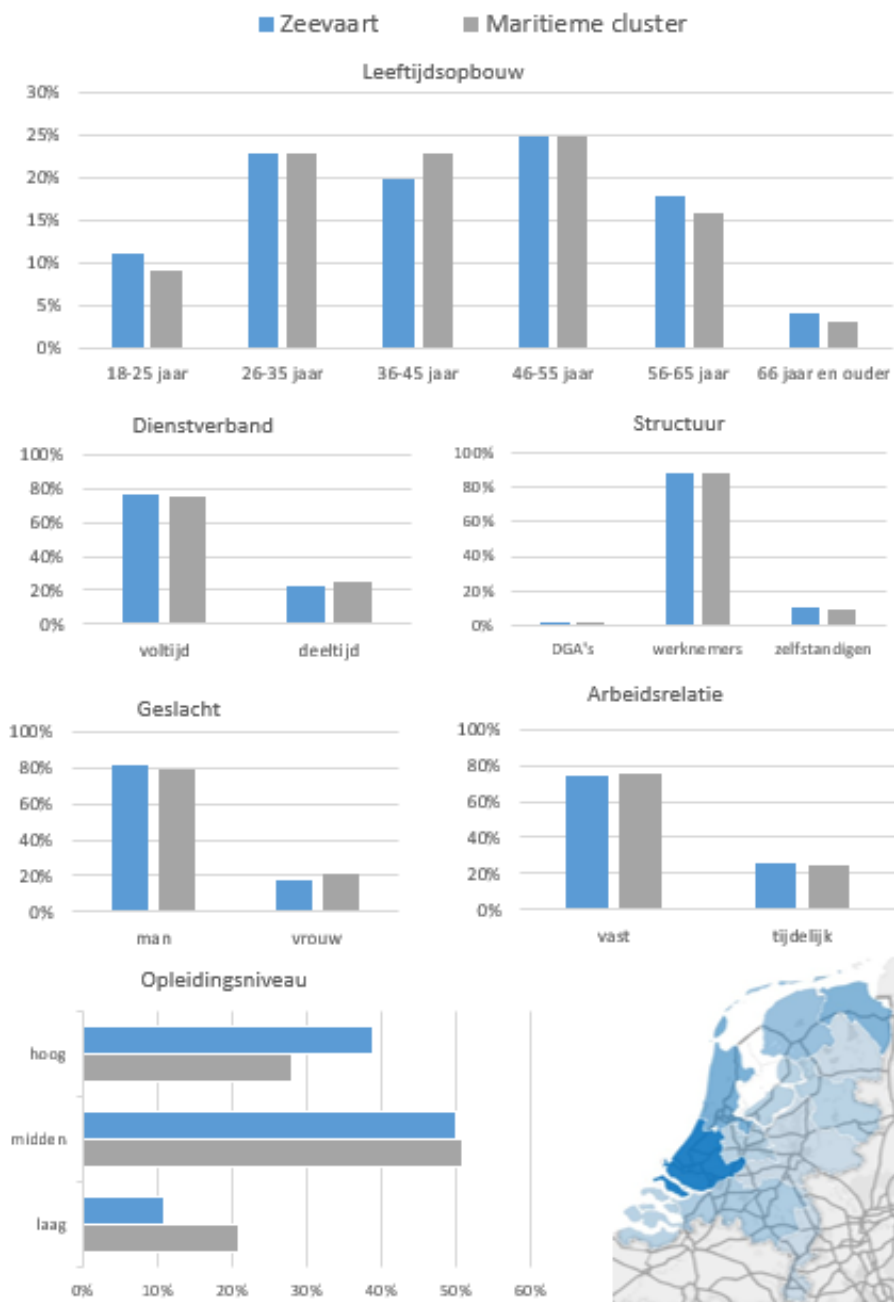 Zeevaart Maritieme cluster
Leeftijdsopbouw
30%
25%
20%
15%
10%
5%
0%
18-25 jaar 26-35 jaar 36-45 jaar 46-55 jaar 56-65 jaar 66 jaar en ouder
Dienstverband
100%
80%
60%
40%
20%
0%
voltijd deeltijd
Structuur
100%
80%
60%
40%
20%
0%
DGA's werknemers zelfstandigen
Geslacht
100%
80%
60%
40%
20%
0%
man vrouw
Arbeidsrelatie
100%
80%
60%
40%
20%
0%
vast tijdelijk
Opleidingsniveau
hoog
midden
laag
0% 10% 20% 30% 40% 50% 60%